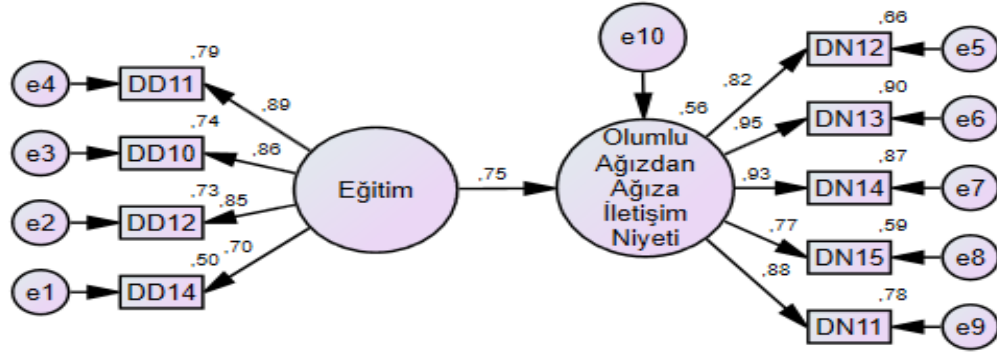 ,79
e4 DD11
,89
,74
e3 DD10
,86
,73
e2 DD12
,85
,50
e1 DD14
,70
Eğitim
,75
e10
,56
Olumlu
Ağızdan
Ağıza
İletişim
Niyeti
,66
,82
DN12 e5
,90
,95
DN13 e6
,87
,93
DN14 e7
,59
,77
DN15 e8
,78
,88
DN11 e9